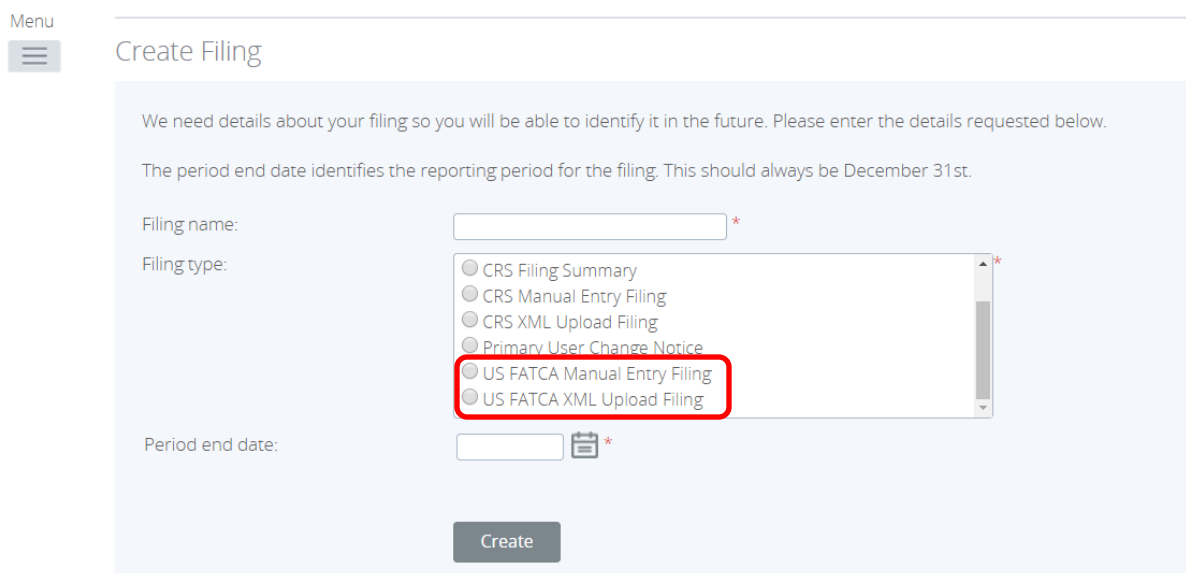 Menu
Create Filing
We need details about your filing so you will be able to identify it in the future. Please enter the details requested below.
The period end date identifies the reporting period for the filing. This should always be December 31st.
Filing name: *
Filing type: *
CRS Filing Summary
CRS Manual Entry Filing
CRS XML Upload Filing
Primary User Change Notice
US FATCA Manual Entry Filing
US FATCA XML Upload Filing
Period end date: *
Create